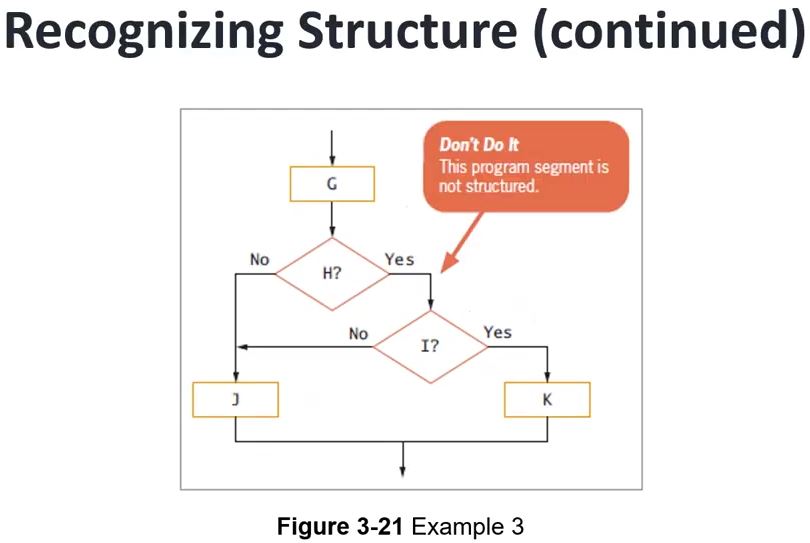 Recognizing Structure (continued)
Don't Do It
This program segment is
not structured.
G
No
Yes
H?
No
Yes
I?
J
K
Figure 3-21 Example 3